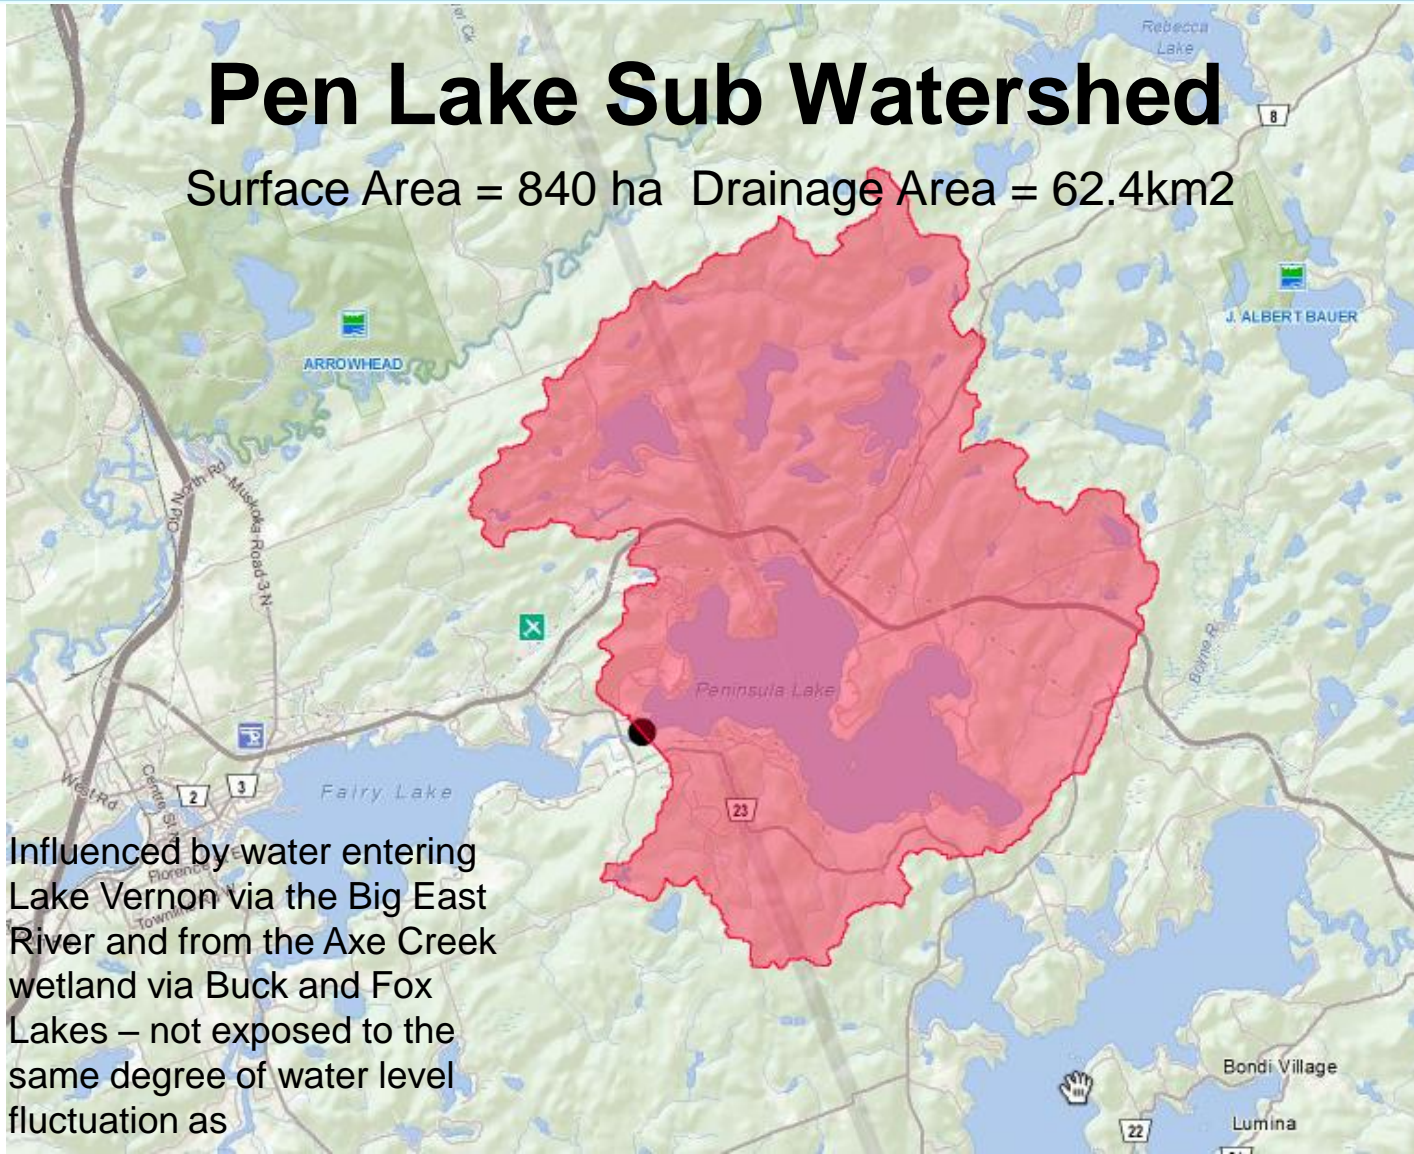 Rebecca
Lake
Pen Lake Sub Watershed
8
Surface Area = 840 ha  Drainage Area = 62.4km2
J. ALBERT BAUER
ARROWHEAD
Old North Rd
Muskoka Road 3 N
Borne R
Peninsula Lake
Fairy Lake
West Rd
2
3
23
Influenced by water entering
Lake Vernon via the Big East
River and from the Axe Creek
wetland via Buck and Fox
Lakes – not exposed to the
same degree of water level
fluctuation as
Bondi Village
22
Lumina